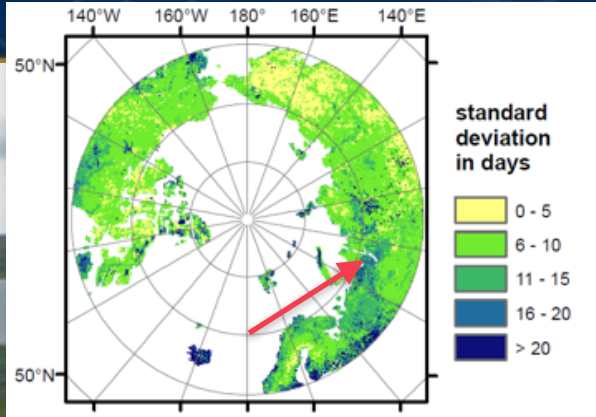 140°W 160°W 180° 160°E 140°E
50°N
50°N
standard
deviation
in days
0 - 5
6 - 10
11 - 15
16 - 20
> 20